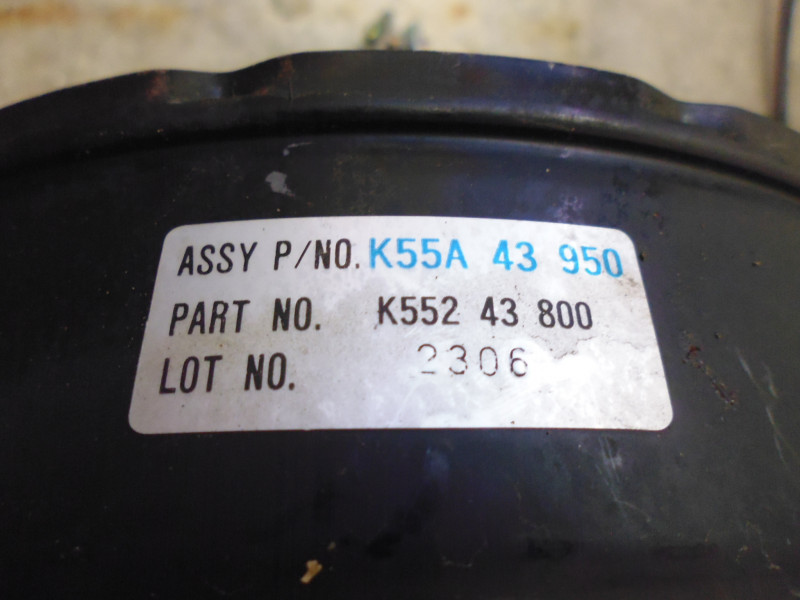 ASSY P/NO. K55A 43 950
PART NO. K552 43 800
LOT NO. 2306